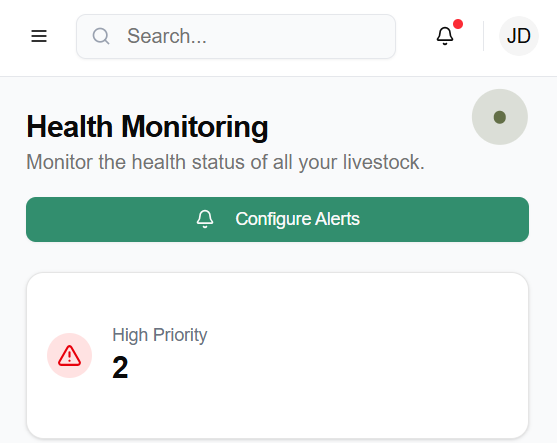 Search...
JD
Health Monitoring
Monitor the health status of all your livestock.
Configure Alerts
High Priority
2